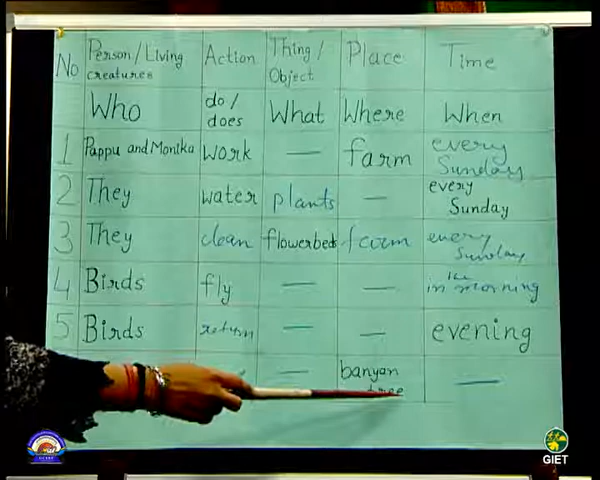 No Person/Living creatures Action Thing/Object Place Time
Who do/does What Where When
1 Pappu and Monika work — farm every Sunday
2 They water plants — every Sunday
3 They clean flowerbeds farm every Sunday
4 Birds fly — — in the morning
5 Birds return — — evening
— banyan tree —
GIET